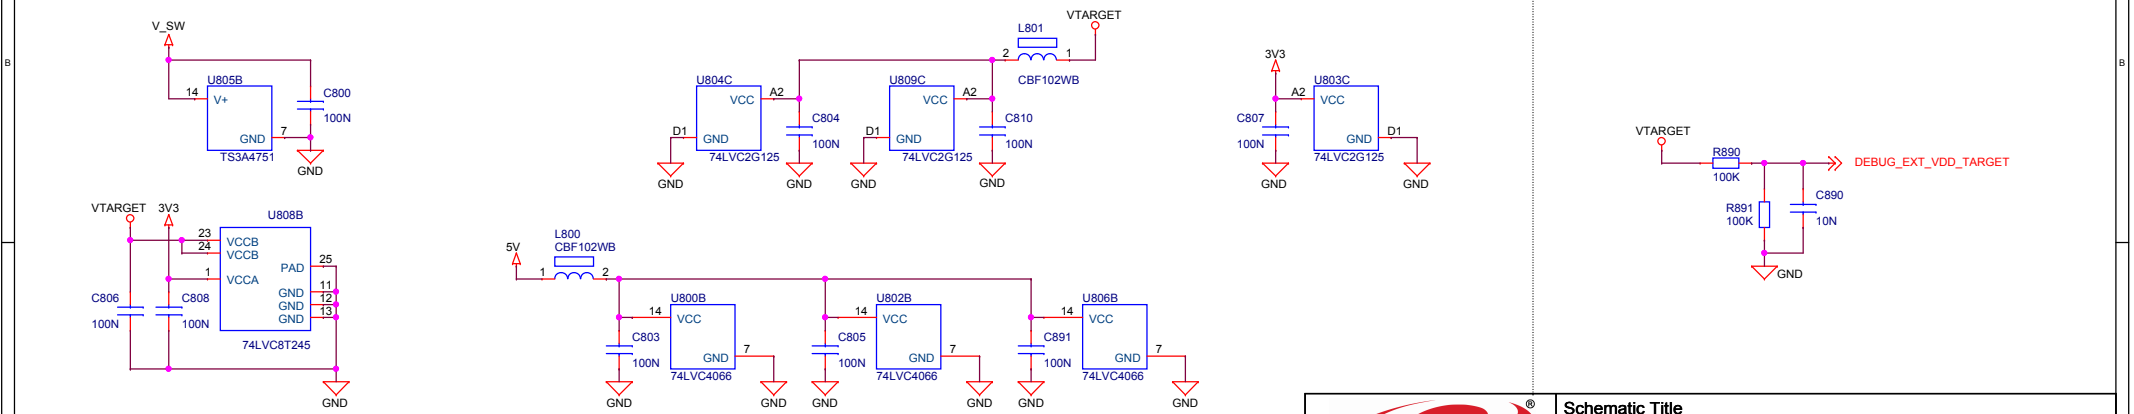 B
V_SW
U805B
14
V+
GND
7
TS3A4751
C800
100N
GND
U804C
VCC
A2
D1
GND
74LVC2G125
GND
C804
100N
GND
U809C
VCC
A2
D1
GND
74LVC2G125
GND
C810
100N
GND
L801
2
1
CBF102WB
VTARGET
3V3
U803C
A2
VCC
C807
100N
GND
D1
74LVC2G125
GND
GND
VTARGET
R890
100K
DEBUG_EXT_VDD_TARGET
R891
100K
C890
10N
GND
B
VTARGET
3V3
U808B
23
VCCB
24
VCCB
1
VCCA
PAD
25
GND
11
GND
12
GND
13
C806
100N
C808
100N
74LVC8T245
GND
5V
L800
CBF102WB
1
2
U800B
14
VCC
C803
100N
GND
7
74LVC4066
GND
GND
U802B
14
VCC
C805
100N
GND
7
74LVC4066
GND
GND
U806B
14
VCC
C891
100N
GND
7
74LVC4066
GND
GND
®
Schematic Title